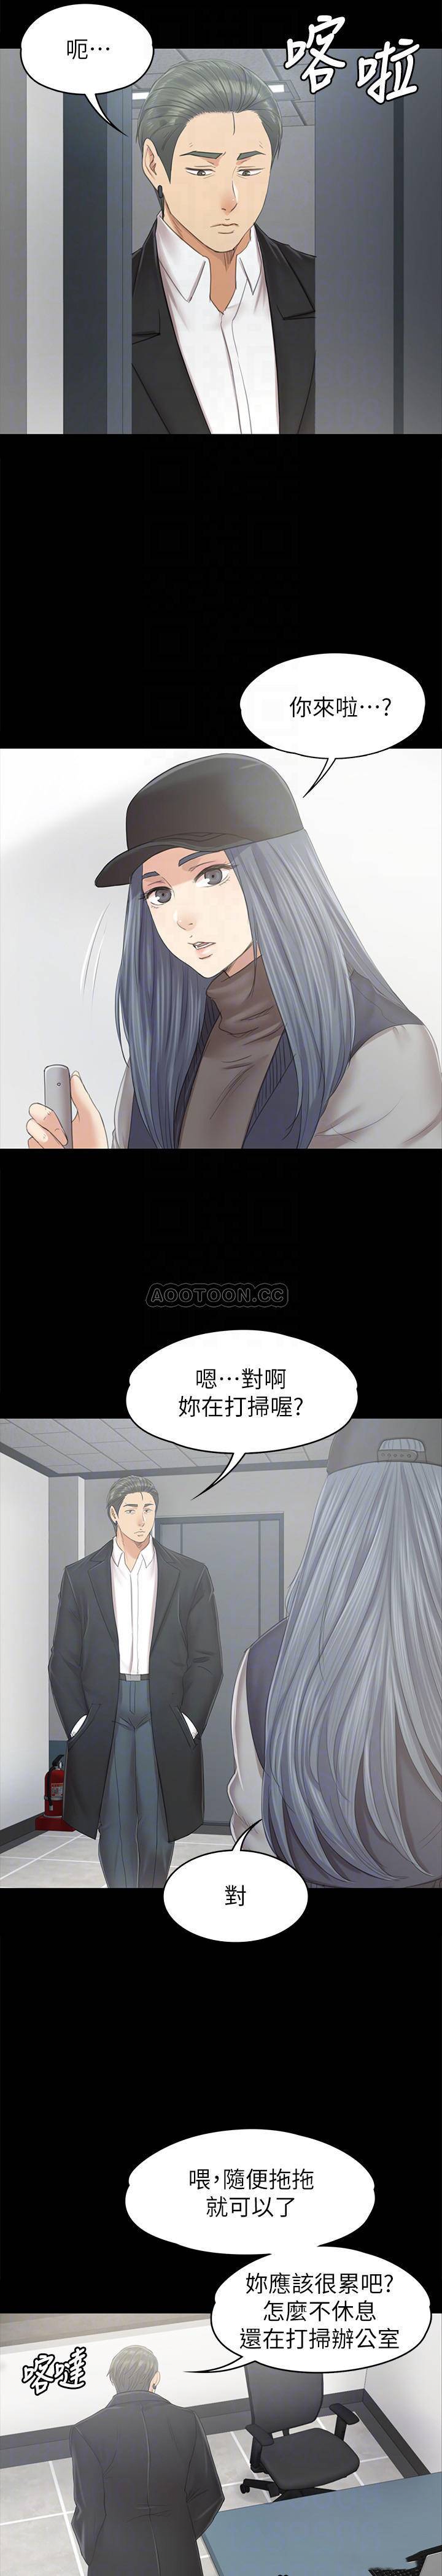 呃…
喀啦
你來啦…?
AOOTOON.CC
嗯…對啊
妳在打掃喔?
對
喂,隨便拖拖
就可以了
妳應該很累吧?
怎麼不休息
還在打掃辦公室
喀噠